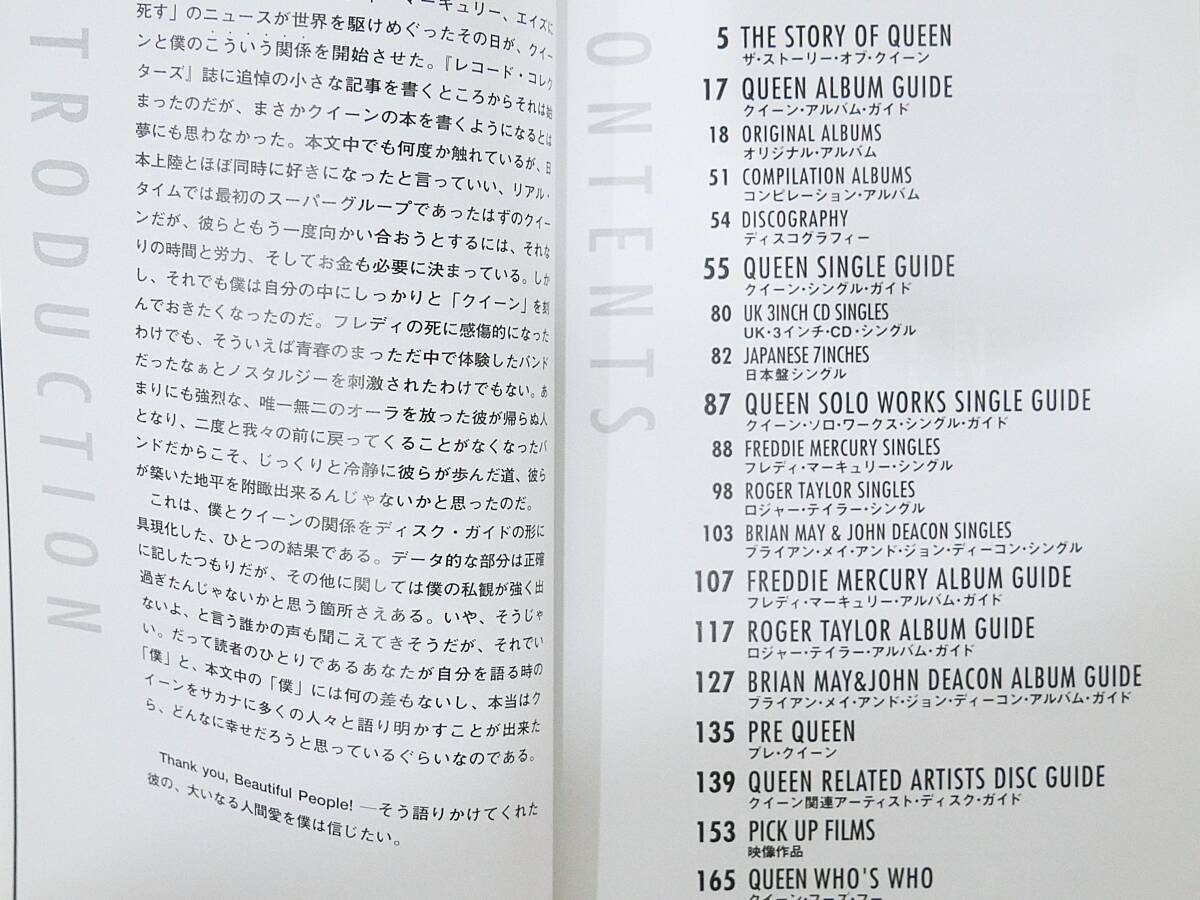 TRODUCTION
マーキュリー、エイズに
死す」のニュースが世界を駆けめぐったその日が、クイー
ンと僕のこういう関係を開始させた。『レコード・コレク
ターズ』誌に追悼の小さな記事を書くところからそれは始
まったのだが、まさかクイーンの本を書くようになるとは
夢にも思わなかった。本文中でも何度か触れているが、日
本上陸とほぼ同時に好きになったと言っていい、リアル・
タイムでは最初のスーパーグループであったはずのクイー
ンだが、彼らともう一度向かい合おうとするには、それな
りの時間と労力、そしてお金も必要に決まっている。しか
し、それでも僕は自分の中にしっかりと「クイーン」を刻
んでおきたくなったのだ。フレディの死に感傷的になった
わけでも、そういえば青春のまっただ中で体験したバンド
だったなぁとノスタルジーを刺激されたわけでもない。あ
まりにも強烈な、唯一無二のオーラを放った彼が帰らぬ人
となり、二度と我々の前に戻ってくることがなくなったバ
ンドだからこそ、じっくりと冷静に彼らが歩んだ道、彼ら
が築いた地平を附瞰出来るんじゃないかと思ったのだ。
これは、僕とクイーンの関係をディスク・ガイドの形に
具現化した、ひとつの結果である。データ的な部分は正確
に記したつもりだが、その他に関しては僕の私観が強く出
過ぎたんじゃないかと思う箇所さえある。いや、そうじゃ
ないよ、と言う誰かの声も聞こえてきそうだが、それでい
い。だって読者のひとりであるあなたが自分を語る時の
「僕」と、本文中の「僕」には何の差もないし、本当はク
イーンをサカナに多くの人々と語り明かすことが出来た
ら、どんなに幸せだろうと思っているぐらいなのである。
Thank you, Beautiful People! ―そう語りかけてくれた
彼の、大いなる人間愛を僕は信じたい。
ONTENTS
5 THE STORY OF QUEEN
ザ・ストーリー・オブ・クイーン
17 QUEEN ALBUM GUIDE
クイーン・アルバム・ガイド
18 ORIGINAL ALBUMS
オリジナル・アルバム
51 COMPILATION ALBUMS
コンピレーション・アルバム
54 DISCOGRAPHY
ディスコグラフィー
55 QUEEN SINGLE GUIDE
クイーン・シングル・ガイド
80 UK 3INCH CD SINGLES
UK・3インチ・CD・シングル
82 JAPANESE 7INCHES
日本盤シングル
87 QUEEN SOLO WORKS SINGLE GUIDE
クイーン・ソロ・ワークス・シングル・ガイド
88 FREDDIE MERCURY SINGLES
フレディ・マーキュリー・シングル
98 ROGER TAYLOR SINGLES
ロジャー・テイラー・シングル
103 BRIAN MAY & JOHN DEACON SINGLES
ブライアン・メイ・アンド・ジョン・ディーコン・シングル
107 FREDDIE MERCURY ALBUM GUIDE
フレディ・マーキュリー・アルバム・ガイド
117 ROGER TAYLOR ALBUM GUIDE
ロジャー・テイラー・アルバム・ガイド
127 BRIAN MAY&JOHN DEACON ALBUM GUIDE
ブライアン・メイ・アンド・ジョン・ディーコン・アルバム・ガイド
135 PRE QUEEN
プレ・クイーン
139 QUEEN RELATED ARTISTS DISC GUIDE
クイーン関連アーティスト・ディスク・ガイド
153 PICK UP FILMS
映像作品
165 QUEEN WHO'S WHO
クイーン・フーズ・フー